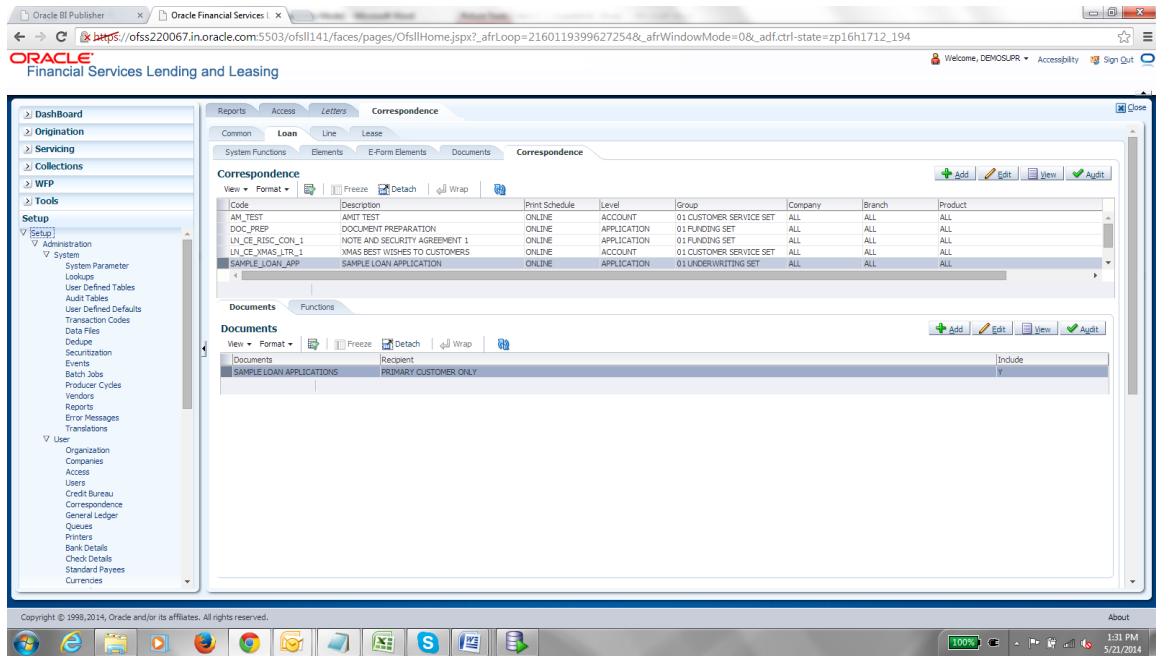 Oracle BI Publisher
Oracle Financial Services L
https://ofss220067.in.oracle.com:5503/ofsll141/faces/pages/OfsllHome.jspx?_afrLoop=2160119399627254&_afrWindowMode=0&_adf.ctrl-state=zp16h1712_194
ORACLE
Financial Services Lending and Leasing
Welcome, DEMOSUPR Accessibility Sign Out
DashBoard
Origination
Servicing
Collections
WFP
Tools
Setup
Setup
Administration
System
System Parameter
Lookups
User Defined Tables
Audit Tables
User Defined Defaults
Transaction Codes
Data Files
Dedupe
Securitization
Events
Batch Jobs
Producer Cycles
Vendors
Reports
Error Messages
Translations
User
Organization
Companies
Access
Users
Credit Bureau
Correspondence
General Ledger
Queues
Printers
Bank Details
Check Details
Standard Payees
Currencies
Reports Access Letters Correspondence
Close
Common Loan Line Lease
System Functions Elements E-Form Elements Documents Correspondence
Correspondence
Add Edit View Audit
View Format Freeze Detach Wrap
Code Description Print Schedule Level Group Company Branch Product
AM_TEST AMIT TEST ONLINE ACCOUNT 01 CUSTOMER SERVICE SET ALL ALL ALL
DOC_PREP DOCUMENT PREPARATION ONLINE APPLICATION 01 FUNDING SET ALL ALL ALL
LN_CE_RISC_CON_1 NOTE AND SECURITY AGREEMENT 1 ONLINE APPLICATION 01 FUNDING SET ALL ALL ALL
LN_CE_XMAS_LTR_1 XMAS BEST WISHES TO CUSTOMERS ONLINE ACCOUNT 01 CUSTOMER SERVICE SET ALL ALL ALL
SAMPLE_LOAN_APP SAMPLE LOAN APPLICATION ONLINE APPLICATION 01 UNDERWRITING SET ALL ALL ALL
Documents Functions
Documents
Add Edit View Audit
View Format Freeze Detach Wrap
Documents Recipient Include
SAMPLE LOAN APPLICATIONS PRIMARY CUSTOMER ONLY Y
Copyright © 1998,2014, Oracle and/or its affiliates. All rights reserved.
About
100%
1:31 PM
5/21/2014